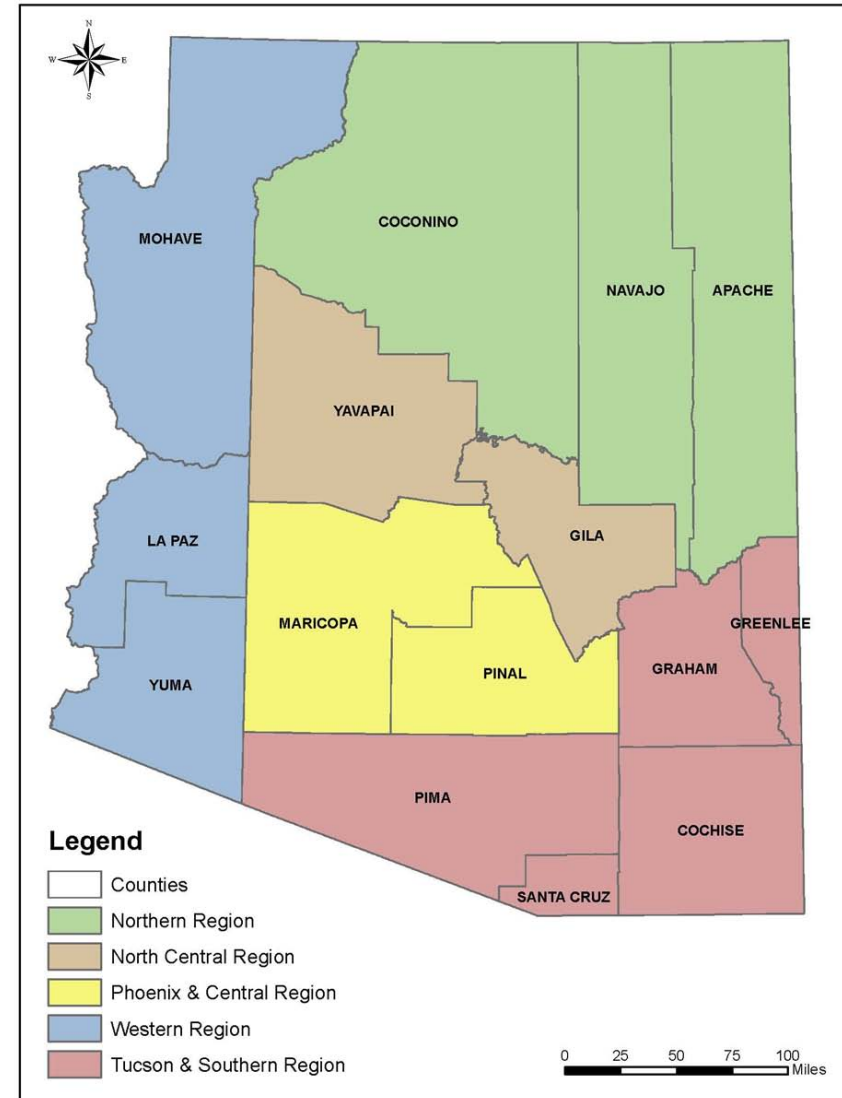 N
W E
S
COCONINO
MOHAVE
NAVAJO
APACHE
YAVAPAI
GILA
LA PAZ
MARICOPA
GREENLEE
GRAHAM
PINAL
YUMA
PIMA
COCHISE
SANTA CRUZ
Legend
Counties
Northern Region
North Central Region
Phoenix & Central Region
Western Region
Tucson & Southern Region
0 25 50 75 100
Miles